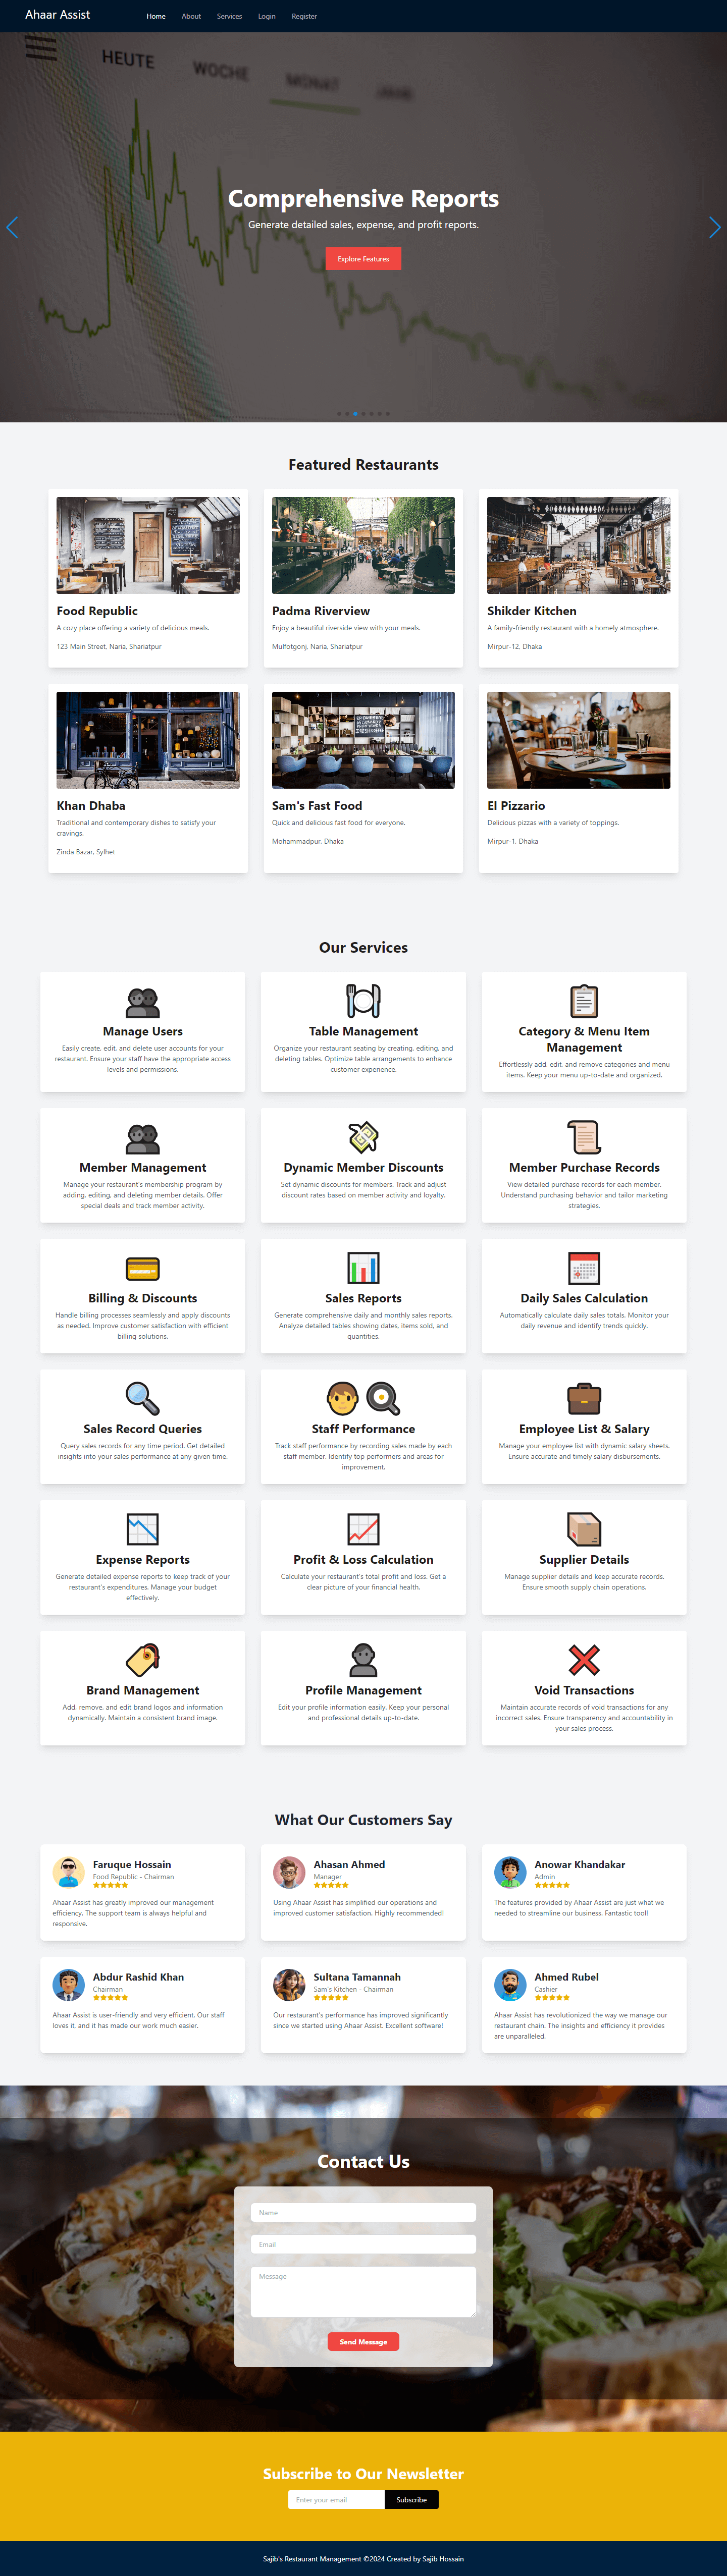 Ahaar Assist
Home About Services Login Register
HEUTE WOCHE MONAT JAHR
Comprehensive Reports
Generate detailed sales, expense, and profit reports.
Explore Features
Featured Restaurants
Food Republic
A cozy place offering a variety of delicious meals.
123 Main Street, Naria, Shariatpur
Padma Riverview
Enjoy a beautiful riverside view with your meals.
Mulfotgonj, Naria, Shariatpur
Shikder Kitchen
A family-friendly restaurant with a homely atmosphere.
Mirpur-12, Dhaka
Khan Dhaba
Traditional and contemporary dishes to satisfy your
cravings.
Zinda Bazar, Sylhet
Sam's Fast Food
Quick and delicious fast food for everyone.
Mohammadpur, Dhaka
El Pizzario
Delicious pizzas with a variety of toppings.
Mirpur-1, Dhaka
Our Services
Manage Users
Easily create, edit, and delete user accounts for your
restaurant. Ensure your staff have the appropriate access
levels and permissions.
Table Management
Organize your restaurant seating by creating, editing, and
deleting tables. Optimize table arrangements to enhance
customer experience.
Category & Menu Item
Management
Effortlessly add, edit, and remove categories and menu
items. Keep your menu up-to-date and organized.
Member Management
Manage your restaurant's membership program by
adding, editing, and deleting member details. Offer
special deals and track member activity.
Dynamic Member Discounts
Set dynamic discounts for members. Track and adjust
discount rates based on member activity and loyalty.
Member Purchase Records
View detailed purchase records for each member.
Understand purchasing behavior and tailor marketing
strategies.
Billing & Discounts
Handle billing processes seamlessly and apply discounts
as needed. Improve customer satisfaction with efficient
billing solutions.
Sales Reports
Generate comprehensive daily and monthly sales reports.
Analyze detailed tables showing dates, items sold, and
quantities.
Daily Sales Calculation
Automatically calculate daily sales totals. Monitor your
daily revenue and identify trends quickly.
Sales Record Queries
Query sales records for any time period. Get detailed
insights into your sales performance at any given time.
Staff Performance
Track staff performance by recording sales made by each
staff member. Identify top performers and areas for
improvement.
Employee List & Salary
Manage your employee list with dynamic salary sheets.
Ensure accurate and timely salary disbursements.
Expense Reports
Generate detailed expense reports to keep track of your
restaurant's expenditures. Manage your budget
effectively.
Profit & Loss Calculation
Calculate your restaurant's total profit and loss. Get a
clear picture of your financial health.
Supplier Details
Manage supplier details and keep accurate records.
Ensure smooth supply chain operations.
Brand Management
Add, remove, and edit brand logos and information
dynamically. Maintain a consistent brand image.
Profile Management
Edit your profile information easily. Keep your personal
and professional details up-to-date.
Void Transactions
Maintain accurate records of void transactions for any
incorrect sales. Ensure transparency and accountability in
your sales process.
What Our Customers Say
Faruque Hossain
Food Republic - Chairman
Ahaar Assist has greatly improved our management
efficiency. The support team is always helpful and
responsive.
Ahasan Ahmed
Manager
Using Ahaar Assist has simplified our operations and
improved customer satisfaction. Highly recommended!
Anowar Khandakar
Admin
The features provided by Ahaar Assist are just what we
needed to streamline our business. Fantastic tool!
Abdur Rashid Khan
Chairman
Ahaar Assist is user-friendly and very efficient. Our staff
loves it, and it has made our work much easier.
Sultana Tamannah
Sam's Kitchen - Chairman
Our restaurant's performance has improved significantly
since we started using Ahaar Assist. Excellent software!
Ahmed Rubel
Cashier
Ahaar Assist has revolutionized the way we manage our
restaurant chain. The insights and efficiency it provides
are unparalleled.
Contact Us
Name
Email
Message
Send Message
Subscribe to Our Newsletter
Enter your email
Subscribe
Sajib's Restaurant Management ©2024 Created by Sajib Hossain